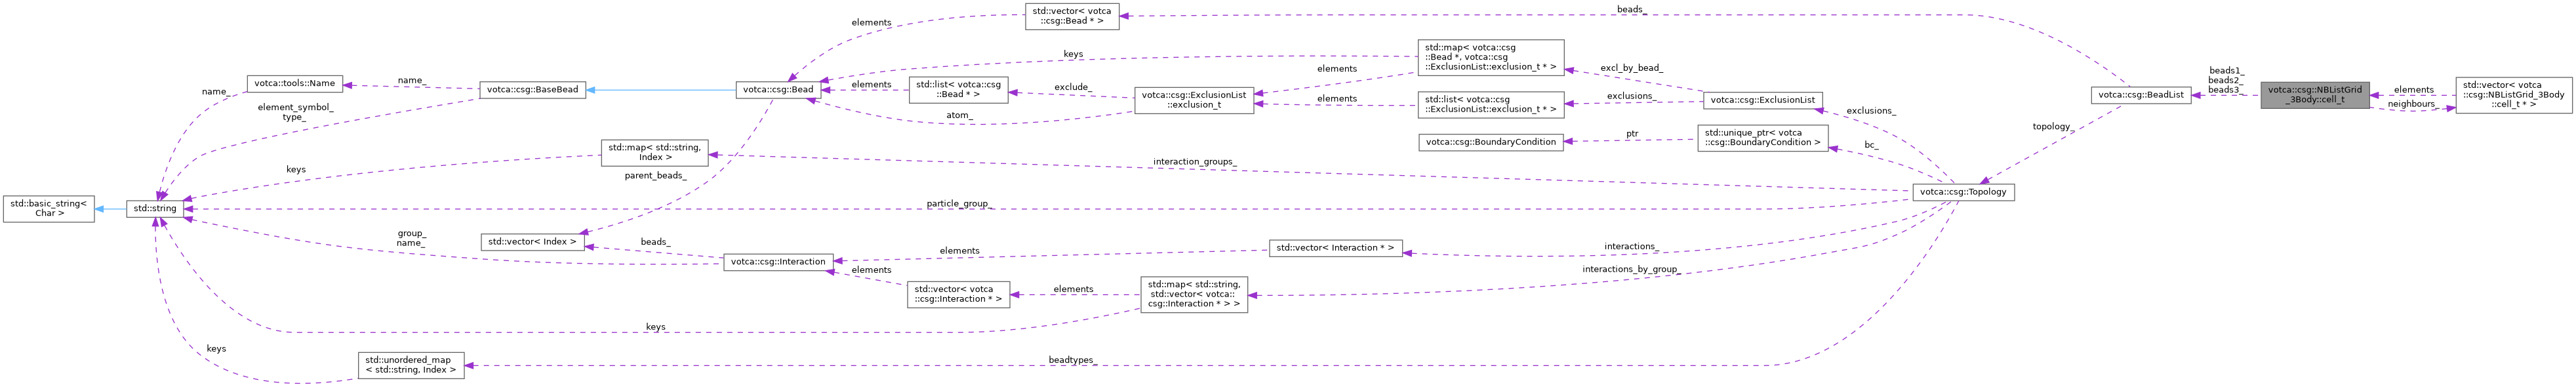 std::basic_string<
Char >
std::string
votca::tools::Name
name_
element_symbol_
type_
name_
votca::csg::BaseBead
std::map< std::string,
Index >
keys
group_
name_
std::vector< Index >
std::unordered_map
< std::string, Index >
keys
keys
parent_beads_
beads_
votca::csg::Bead
votca::csg::Interaction
elements
elements
elements
std::list< votca::csg
::Bead * >
std::vector< votca
::csg::Interaction * >
std::vector< votca
::csg::Bead * >
keys
exclude_
atom_
elements
elements
votca::csg::ExclusionList
::exclusion_t
std::map< std::string,
std::vector< votca::
csg::Interaction * > >
interaction_groups_
particle_group_
beadtypes_
std::vector< Interaction * >
elements
elements
std::map< votca::csg
::Bead *, votca::csg
::ExclusionList::exclusion_t * >
std::list< votca::csg
::ExclusionList::exclusion_t * >
votca::csg::BoundaryCondition
beads_
excl_by_bead_
exclusions_
ptr
interactions_
interactions_by_group_
votca::csg::ExclusionList
std::unique_ptr< votca
::csg::BoundaryCondition >
exclusions_
bc_
votca::csg::Topology
topology_
votca::csg::BeadList
beads1_
beads2_
beads3_
votca::csg::NBListGrid
_3Body::cell_t
elements
neighbours_
std::vector< votca
::csg::NBListGrid_3Body
::cell_t * >